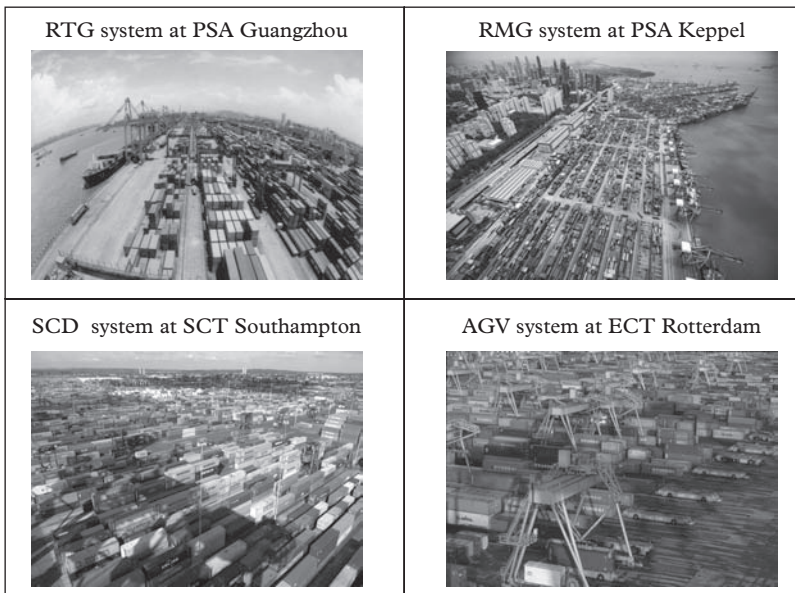 RTG system at PSA Guangzhou
RMG system at PSA Keppel
SCD system at SCT Southampton
AGV system at ECT Rotterdam